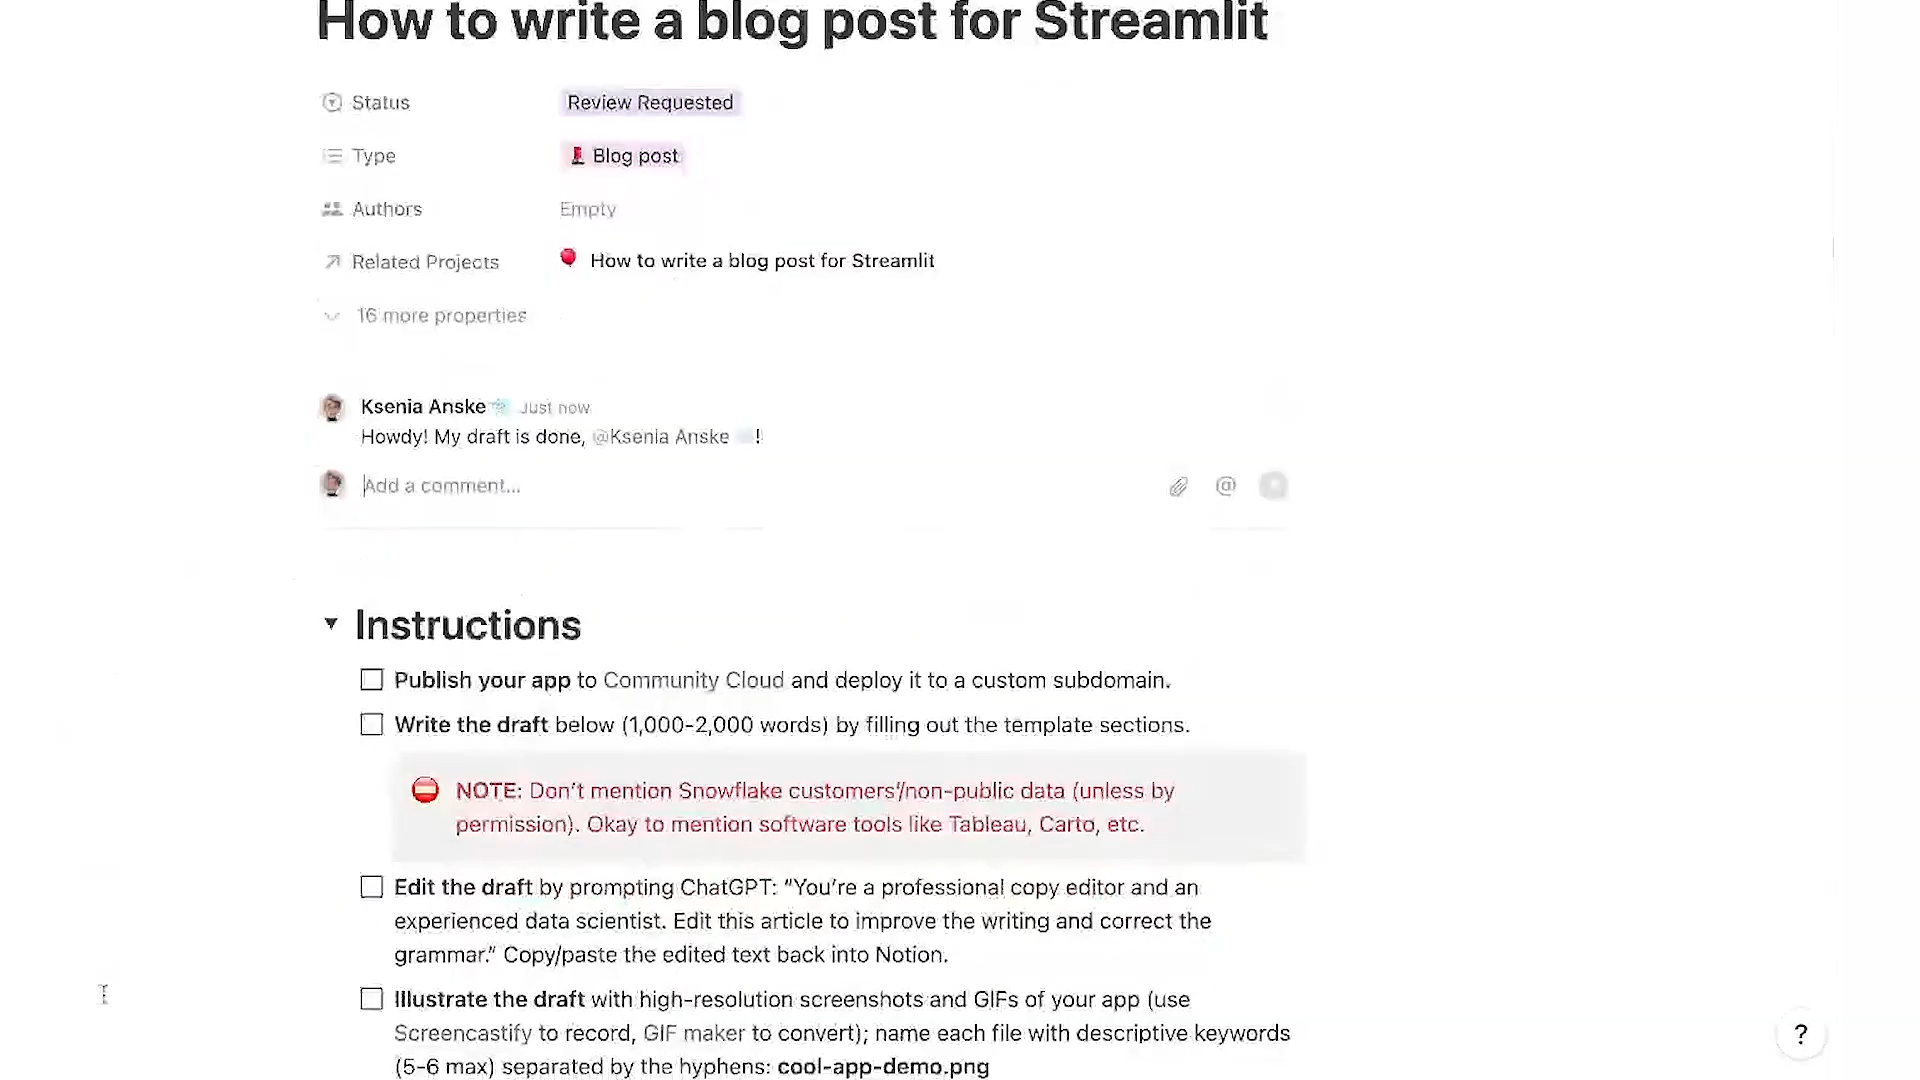 How to write a blog post for Streamlit
Status Review Requested
Type Blog post
Authors Empty
Related Projects How to write a blog post for Streamlit
16 more properties
Ksenia Anske Just now
Howdy! My draft is done, @Ksenia Anske !
Add a comment...
Instructions
Publish your app to Community Cloud and deploy it to a custom subdomain.
Write the draft below (1,000-2,000 words) by filling out the template sections.
NOTE: Don’t mention Snowflake customers’/non-public data (unless by
permission). Okay to mention software tools like Tableau, Carto, etc.
Edit the draft by prompting ChatGPT: “You’re a professional copy editor and an
experienced data scientist. Edit this article to improve the writing and correct the
grammar.” Copy/paste the edited text back into Notion.
Illustrate the draft with high-resolution screenshots and GIFs of your app (use
Screencastify to record, GIF maker to convert); name each file with descriptive keywords
(5-6 max) separated by the hyphens: cool-app-demo.png
?